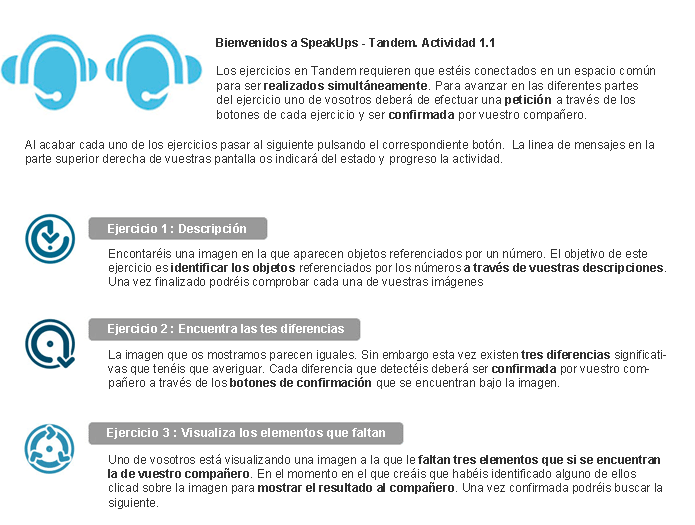 Bienvenidos a SpeakUps - Tandem. Actividad 1.1
Los ejercicios en Tandem requieren que estéis conectados en un espacio común
para ser realizados simultáneamente. Para avanzar en las diferentes partes
del ejercicio uno de vosotros deberá de efectuar una petición a través de los
botones de cada ejercicio y ser confirmada por vuestro compañero.
Al acabar cada uno de los ejercicios pasar al siguiente pulsando el correspondiente botón. La linea de mensajes en la
parte superior derecha de vuestras pantalla os indicará del estado y progreso la actividad.
Ejercicio 1 : Descripción
Encontaréis una imagen en la que aparecen objetos referenciados por un número. El objetivo de este
ejercicio es identificar los objetos referenciados por los números a través de vuestras descripciones.
Una vez finalizado podréis comprobar cada una de vuestras imágenes
Ejercicio 2 : Encuentra las tes diferencias
La imagen que os mostramos parecen iguales. Sin embargo esta vez existen tres diferencias significati-
vas que tenéis que averiguar. Cada diferencia que detectéis deberá ser confirmada por vuestro com-
pañero a través de los botones de confirmación que se encuentran bajo la imagen.
Ejercicio 3 : Visualiza los elementos que faltan
Uno de vosotros está visualizando una imagen a la que le faltan tres elementos que si se encuentran
la de vuestro compañero. En el momento en el que creáis que habéis identificado alguno de ellos
clicad sobre la imagen para mostrar el resultado al compañero. Una vez confirmada podréis buscar la
siguiente.